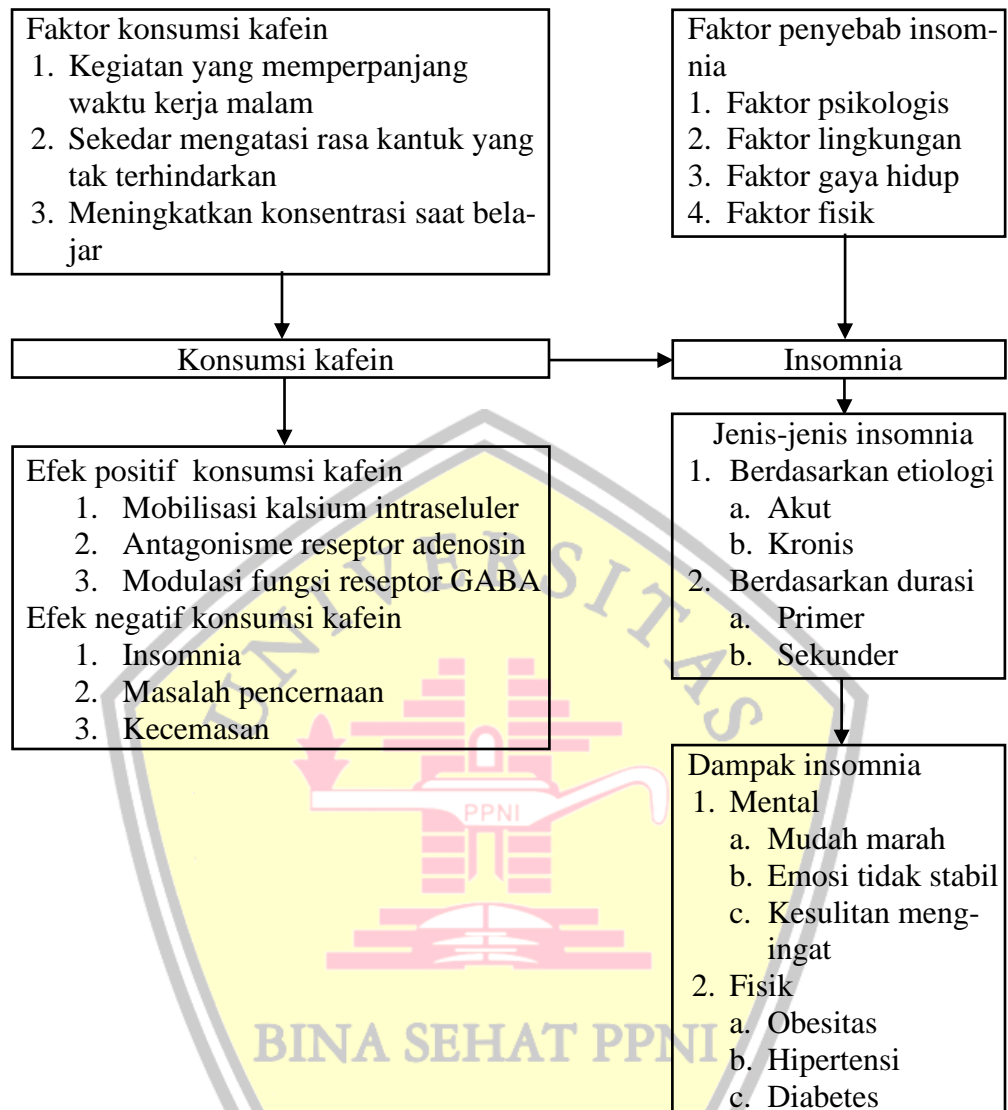 Faktor konsumsi kafein
1. Kegiatan yang memperpanjang
waktu kerja malam
2. Sekedar mengatasi rasa kantuk yang
tak terhindarkan
3. Meningkatkan konsentrasi saat bela-
jar
Faktor penyebab insom-
nia
1. Faktor psikologis
2. Faktor lingkungan
3. Faktor gaya hidup
4. Faktor fisik
Konsumsi kafein
Insomnia
Efek positif konsumsi kafein
1. Mobilisasi kalsium intraseluler
2. Antagonisme reseptor adenosin
3. Modulasi fungsi reseptor GABA
Efek negatif konsumsi kafein
1. Insomnia
2. Masalah pencernaan
3. Kecemasan
Jenis-jenis insomnia
1. Berdasarkan etiologi
a. Akut
b. Kronis
2. Berdasarkan durasi
a. Primer
b. Sekunder
Dampak insomnia
1. Mental
a. Mudah marah
b. Emosi tidak stabil
c. Kesulitan meng-
ingat
2. Fisik
a. Obesitas
b. Hipertensi
c. Diabetes
UNIVERSITAS
PPNI
BINA SEHAT PPNI